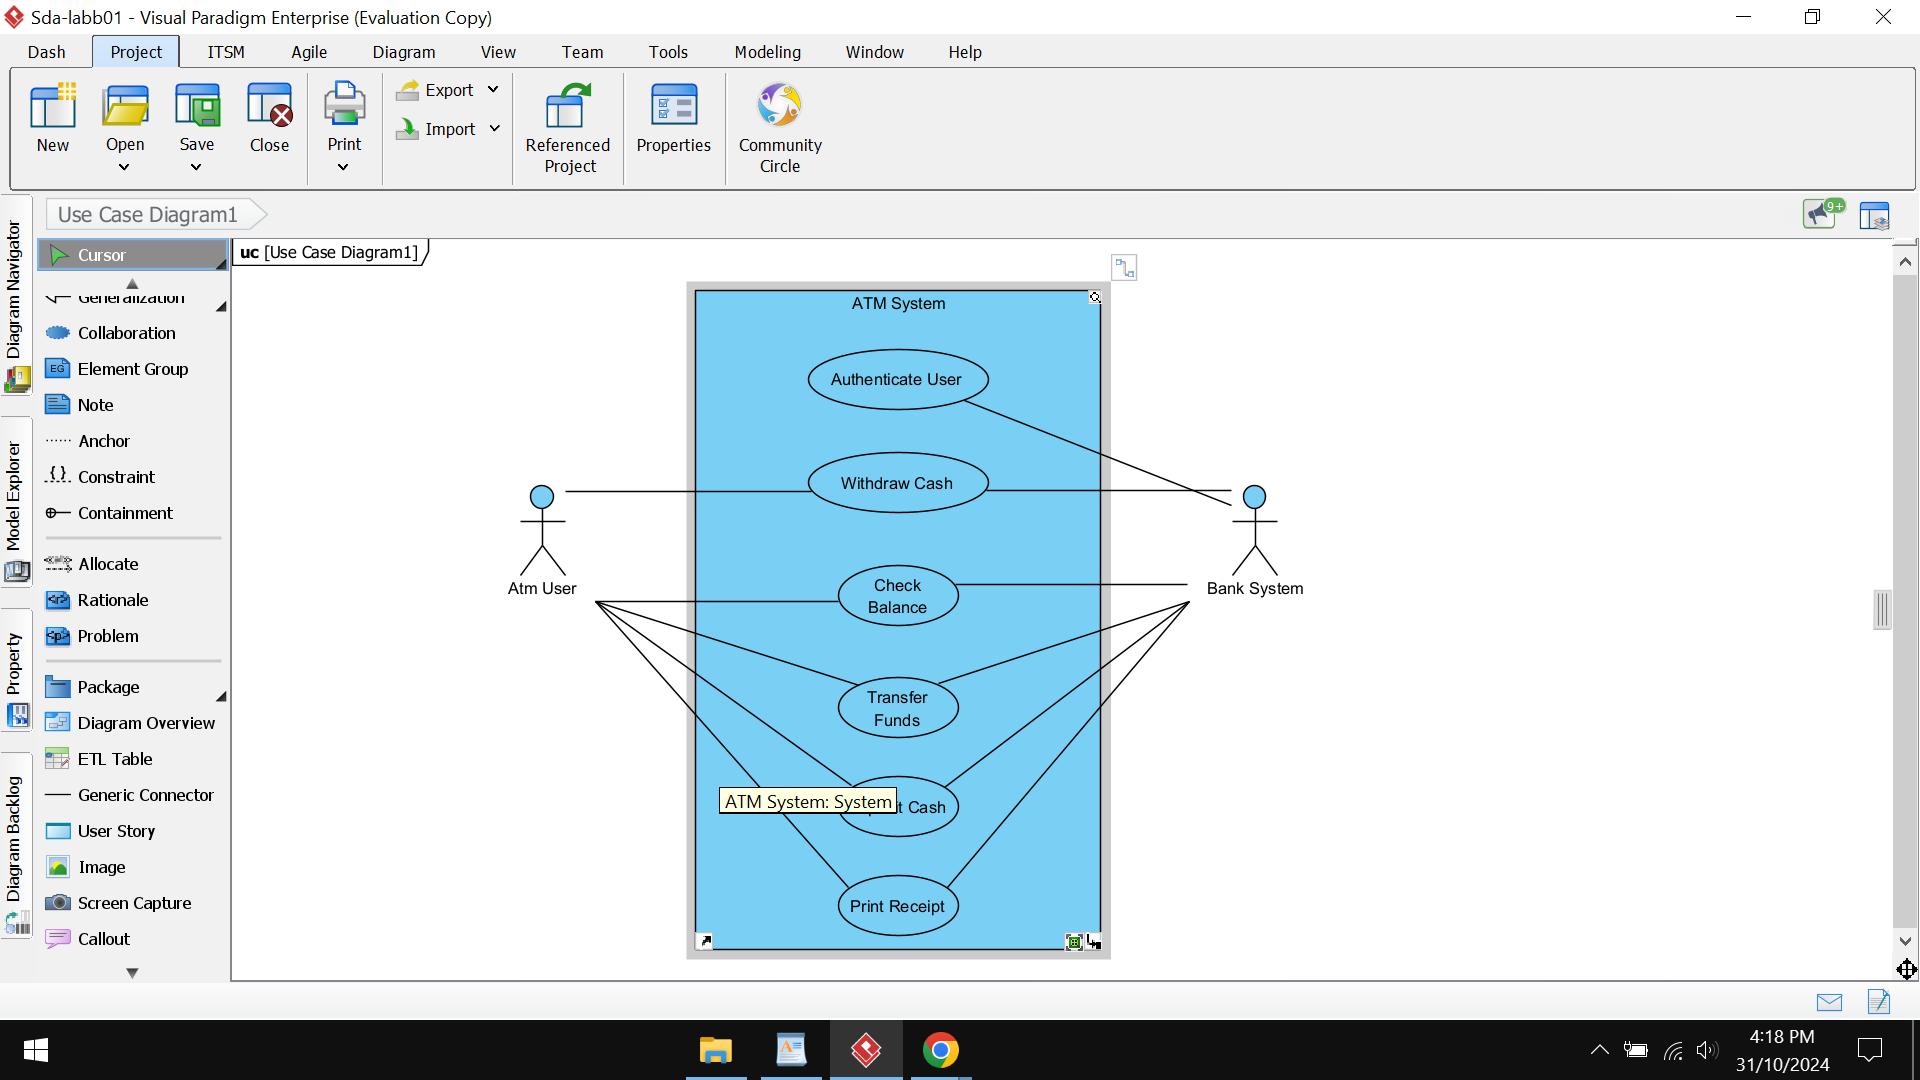 Sda-labb01 - Visual Paradigm Enterprise (Evaluation Copy)
Dash
Project
ITSM
Agile
Diagram
View
Team
Tools
Modeling
Window
Help
New
Open
Save
Close
Print
Export
Import
Referenced
Project
Properties
Community
Circle
Use Case Diagram1
9+
Diagram Navigator
Model Explorer
Property
Diagram Backlog
Cursor
Generalization
Collaboration
EG
Element Group
Note
Anchor
Constraint
Containment
Allocate
Rationale
<p>
Problem
Package
Diagram Overview
ETL Table
Generic Connector
User Story
Image
Screen Capture
Callout
uc [Use Case Diagram1]
ATM System
Authenticate User
Withdraw Cash
Check
Balance
Transfer
Funds
ATM System: System
it Cash
Print Receipt
Atm User
Bank System
4:18 PM
31/10/2024